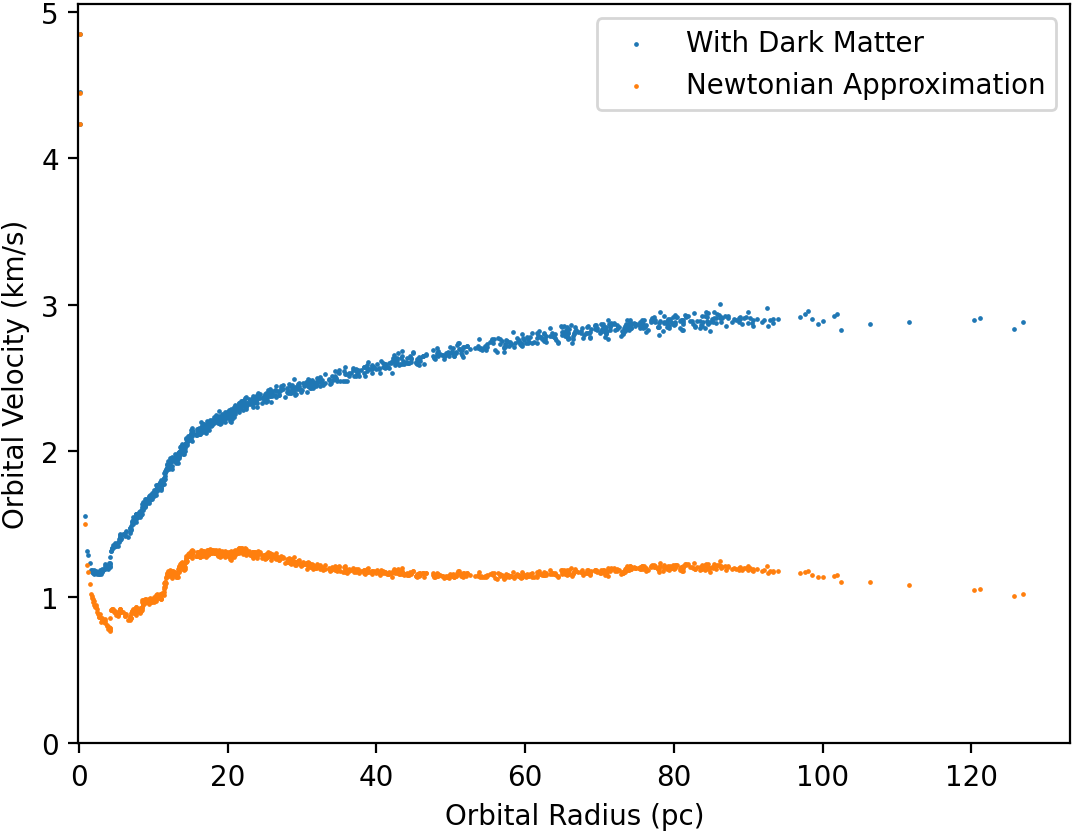 With Dark Matter
Newtonian Approximation
5
4
3
2
1
0
Orbital Velocity (km/s)
0 20 40 60 80 100 120
Orbital Radius (pc)